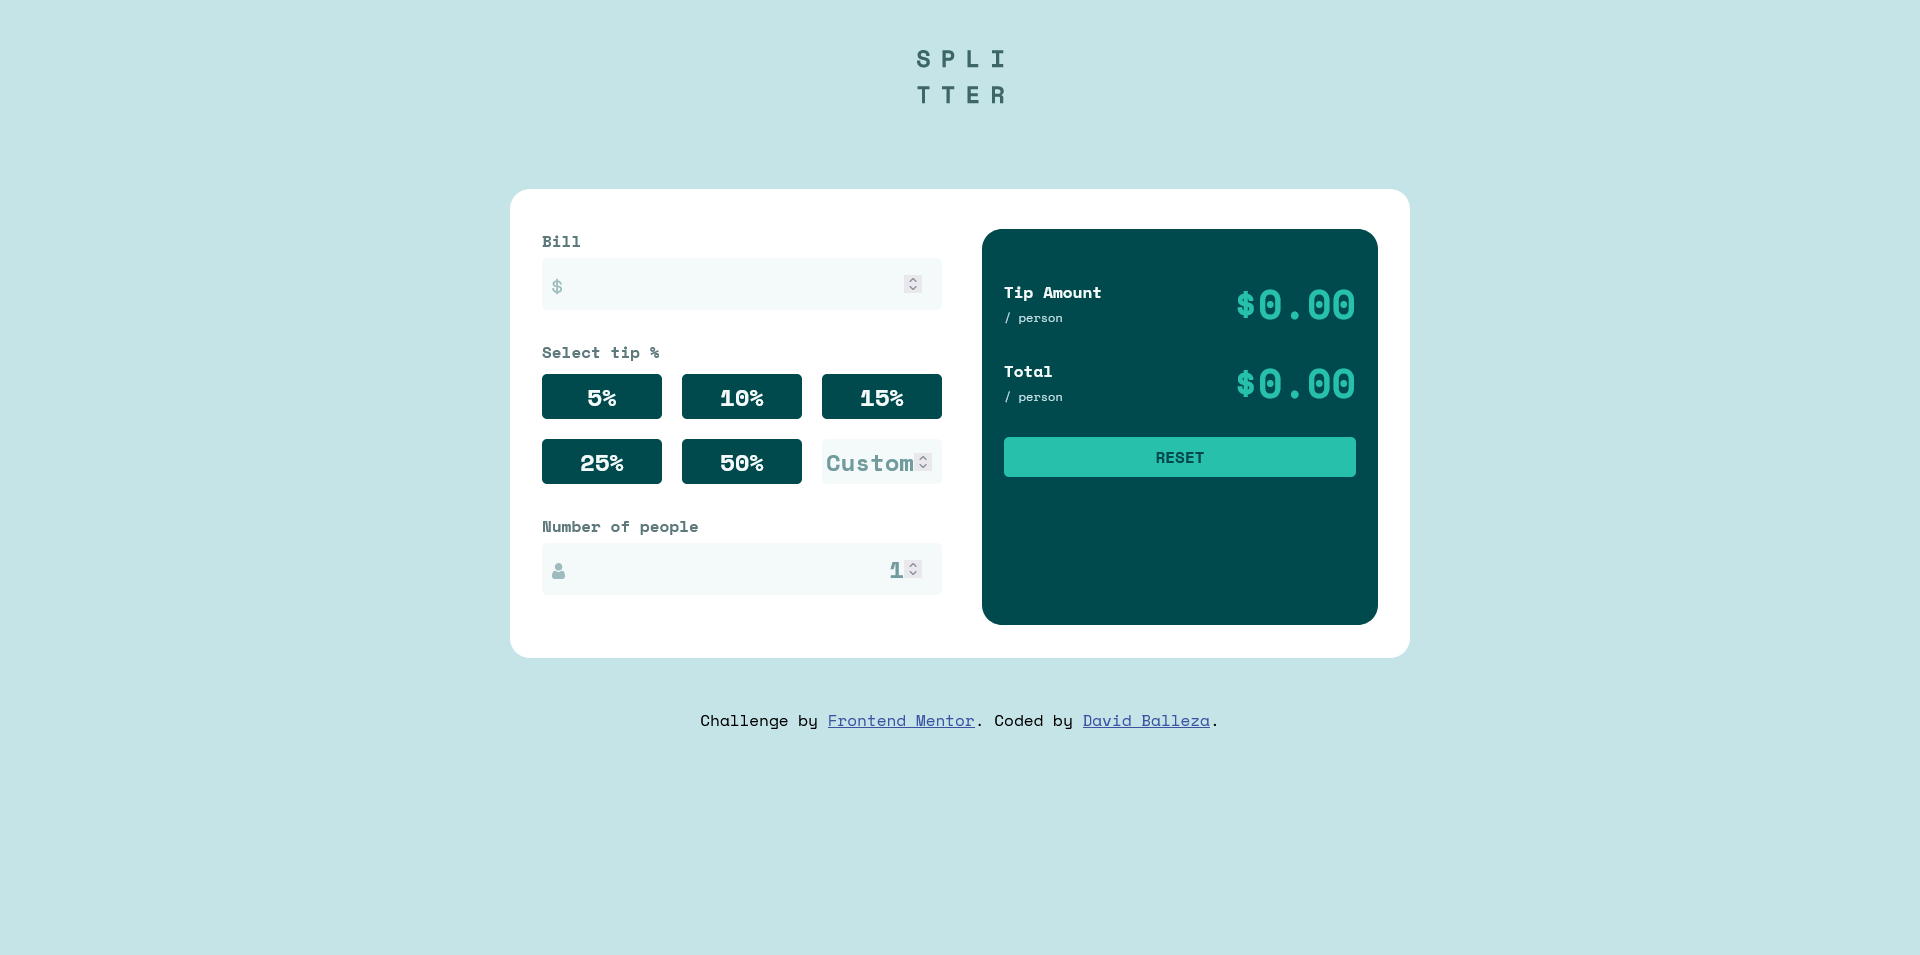 SPLI
TTER
Bill
$
Select tip %
5%
10%
15%
25%
50%
Custom
Number of people
1
Tip Amount
/ person
$0.00
Total
/ person
$0.00
RESET
Challenge by Frontend Mentor. Coded by David Balleza.